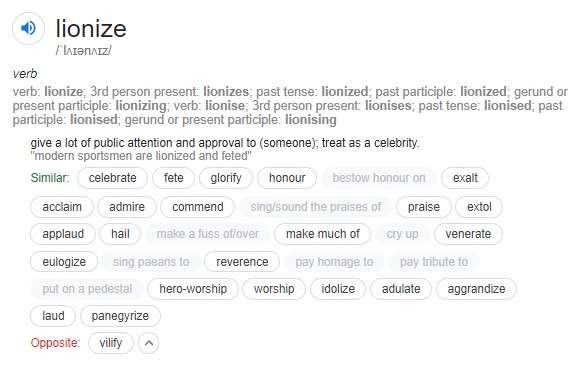 lionize
/ˈlʌɪənʌɪz/
verb
verb: lionize; 3rd person present: lionizes; past tense: lionized; past participle: lionized; gerund or
present participle: lionizing; verb: lionise; 3rd person present: lionises; past tense: lionised; past
participle: lionised; gerund or present participle: lionising
give a lot of public attention and approval to (someone); treat as a celebrity.
"modern sportsmen are lionized and feted"
Similar: celebrate fete glorify honour bestow honour on exalt
acclaim admire commend sing/sound the praises of praise extol
applaud hail make a fuss of/over make much of cry up venerate
eulogize sing paeans to reverence pay homage to pay tribute to
put on a pedestal hero-worship worship idolize adulate aggrandize
laud panegyrize
Opposite: vilify